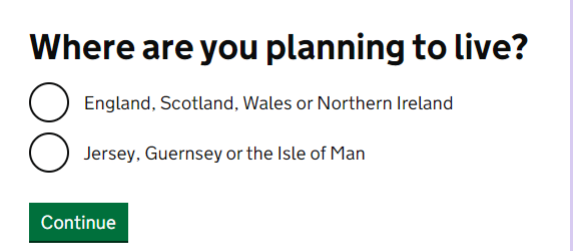 Where are you planning to live?
England, Scotland, Wales or Northern Ireland
Jersey, Guernsey or the Isle of Man
Continue